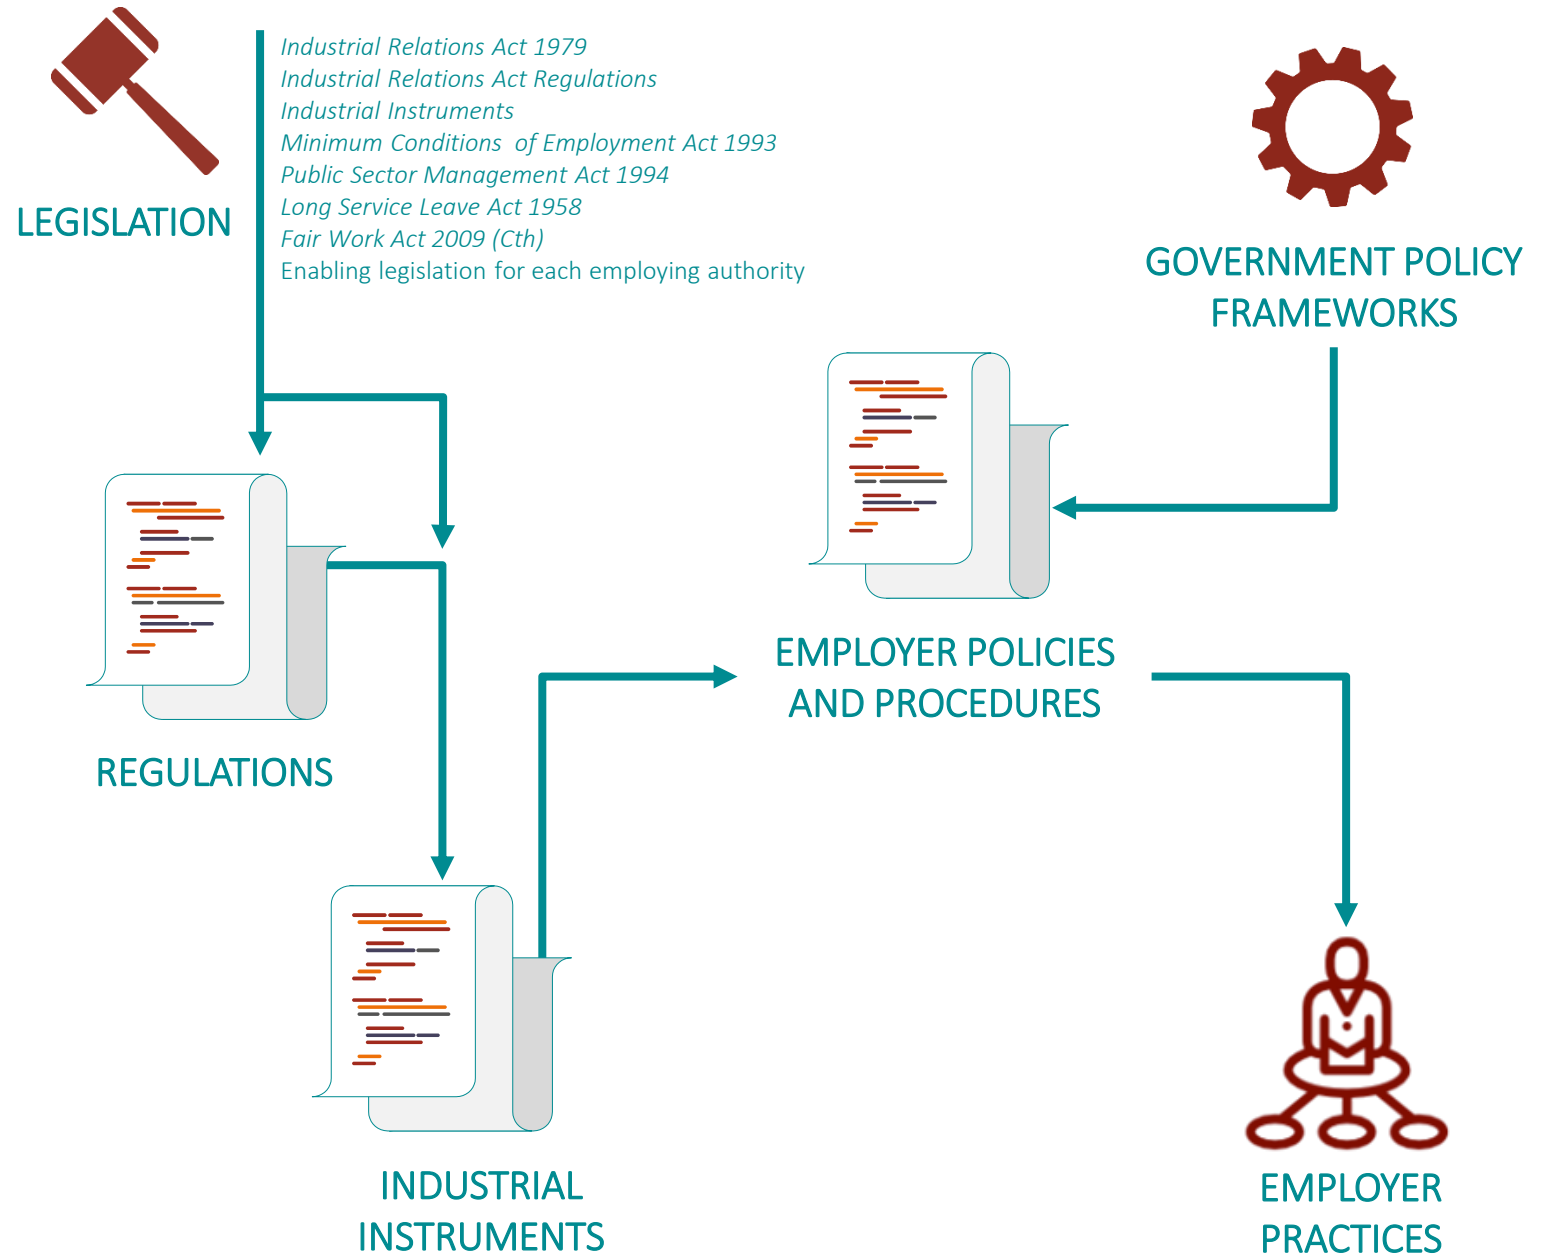 Industrial Relations Act 1979
Industrial Relations Act Regulations
Industrial Instruments
Minimum Conditions  of Employment Act 1993
Public Sector Management Act 1994
Long Service Leave Act 1958
Fair Work Act 2009 (Cth)
Enabling legislation for each employing authority
LEGISLATION
GOVERNMENT POLICY
FRAMEWORKS
EMPLOYER POLICIES
AND PROCEDURES
REGULATIONS
INDUSTRIAL
INSTRUMENTS
EMPLOYER
PRACTICES